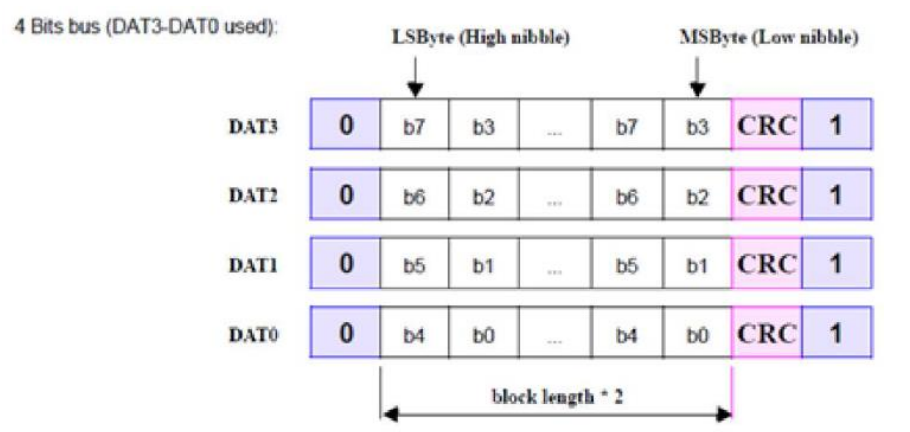 4 Bits bus (DAT3-DAT0 used):
LSByte (High nibble) MSByte (Low nibble)
DAT3 0 b7 b3 ... b7 b3 CRC 1
DAT2 0 b6 b2 ... b6 b2 CRC 1
DAT1 0 b5 b1 ... b5 b1 CRC 1
DAT0 0 b4 b0 ... b4 b0 CRC 1
block length * 2